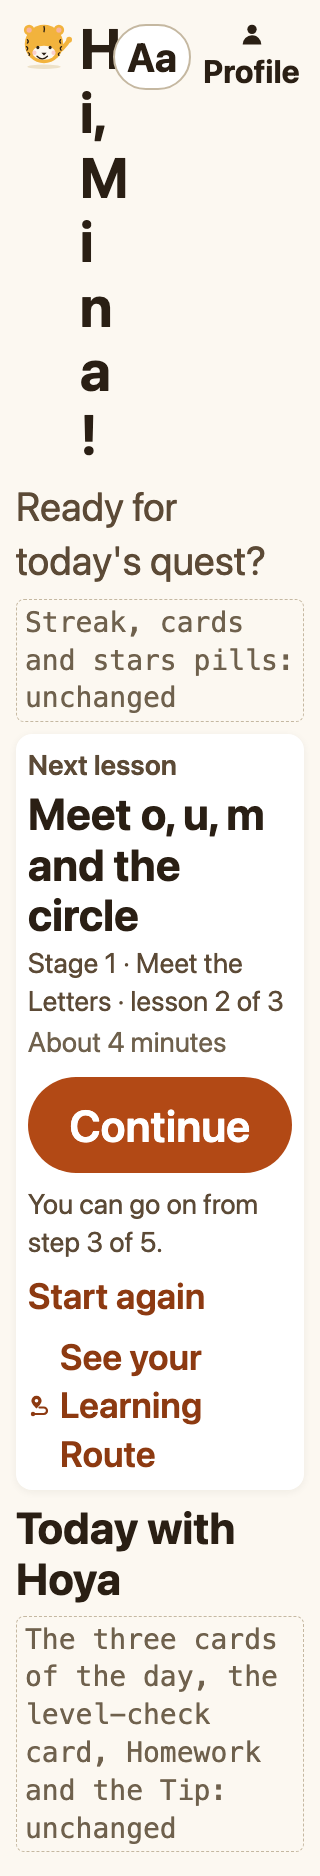 Hi, Mina!
Aa
Profile
Ready for
today's quest?
Streak, cards
and stars pills:
unchanged
Next lesson
Meet o, u, m
and the
circle
Stage 1 · Meet the
Letters · lesson 2 of 3
About 4 minutes
Continue
You can go on from
step 3 of 5.
Start again
See your
Learning
Route
Today with
Hoya
The three cards
of the day, the
level-check
card, Homework
and the Tip:
unchanged